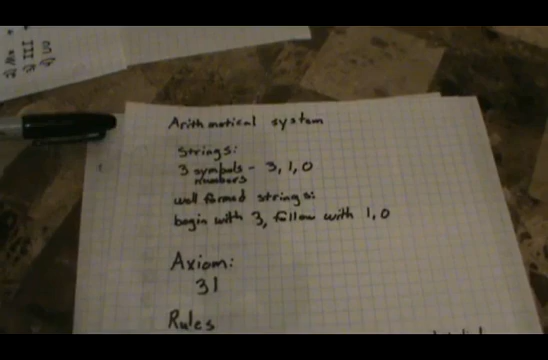 Arithmetical system
Strings:
3 symbols - 3, 1, 0
numbers
well formed strings:
begin with 3, follow with 1, 0
Axiom:
31
Rules